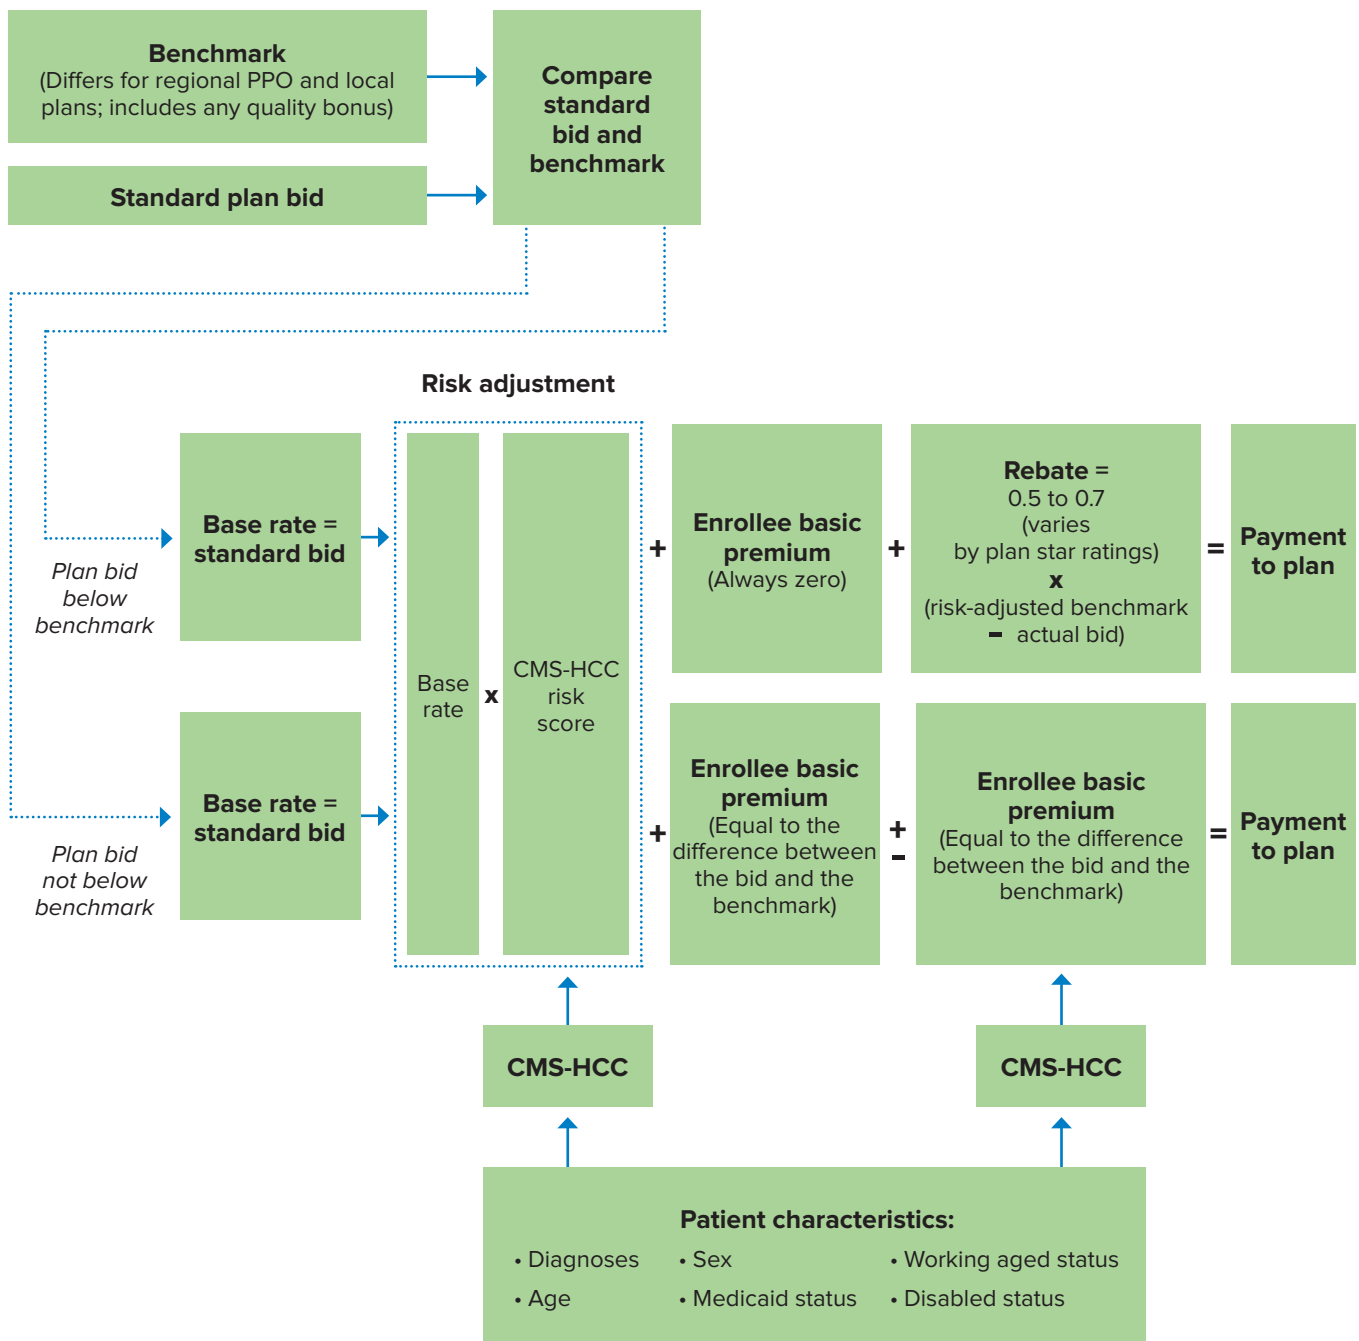 Benchmark
(Differs for regional PPO and local
plans; includes any quality bonus)
Standard plan bid
Compare
standard
bid and
benchmark
Risk adjustment
Plan bid
below
benchmark
Base rate =
standard bid
Base
rate
x
CMS-HCC
risk
score
+
Enrollee basic
premium
(Always zero)
+
Rebate =
0.5 to 0.7
(varies
by plan star ratings)
x
(risk-adjusted benchmark
- actual bid)
=
Payment
to plan
Plan bid
not below
benchmark
Base rate =
standard bid
+
Enrollee basic
premium
(Equal to the
difference between
the bid and the
benchmark)
+
-
Enrollee basic
premium
(Equal to the difference
between the bid and the
benchmark)
=
Payment
to plan
CMS-HCC
CMS-HCC
Patient characteristics:
• Diagnoses
• Age
• Sex
• Medicaid status
• Working aged status
• Disabled status